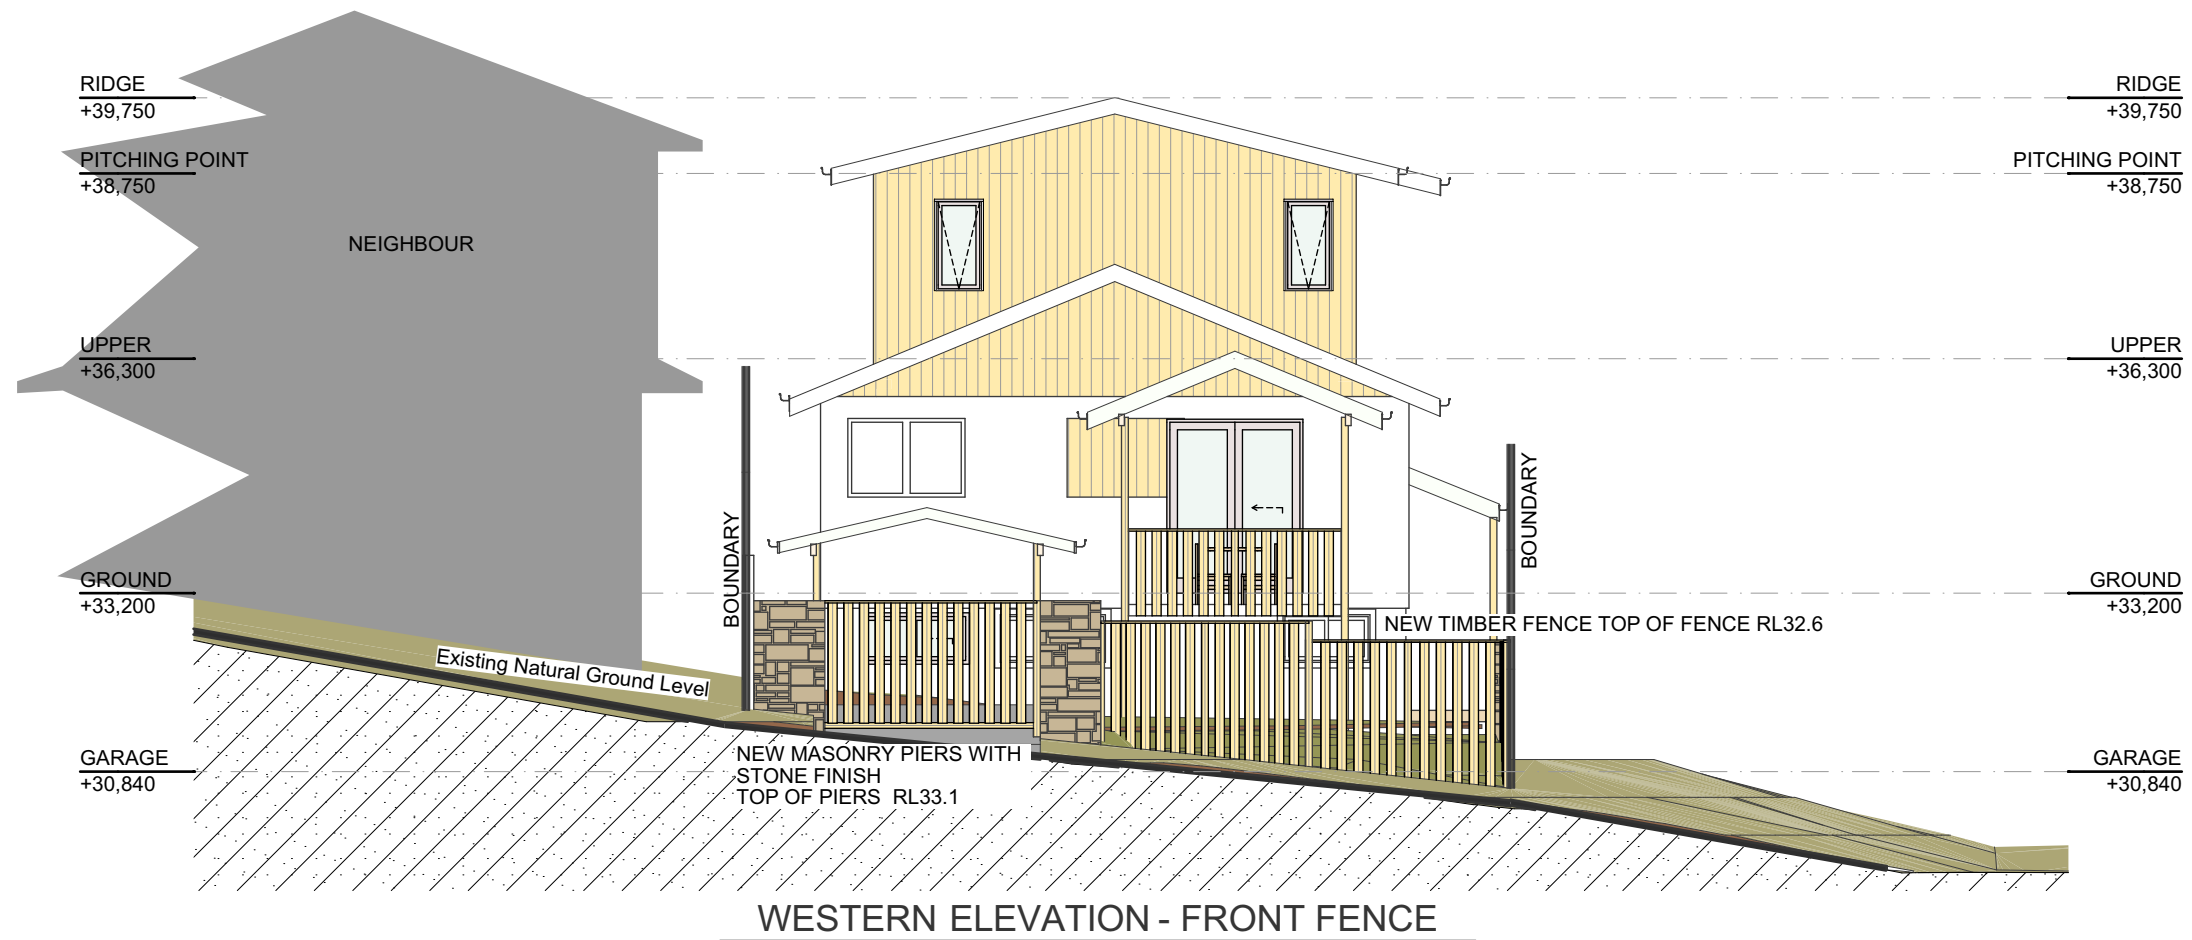 RIDGE
+39,750
RIDGE
+39,750
PITCHING POINT
+38,750
PITCHING POINT
+38,750
NEIGHBOUR
UPPER
+36,300
UPPER
+36,300
BOUNDARY
BOUNDARY
GROUND
+33,200
GROUND
+33,200
NEW TIMBER FENCE TOP OF FENCE RL32.6
Existing Natural Ground Level
NEW MASONRY PIERS WITH
STONE FINISH
TOP OF PIERS RL33.1
GARAGE
+30,840
GARAGE
+30,840
WESTERN ELEVATION - FRONT FENCE